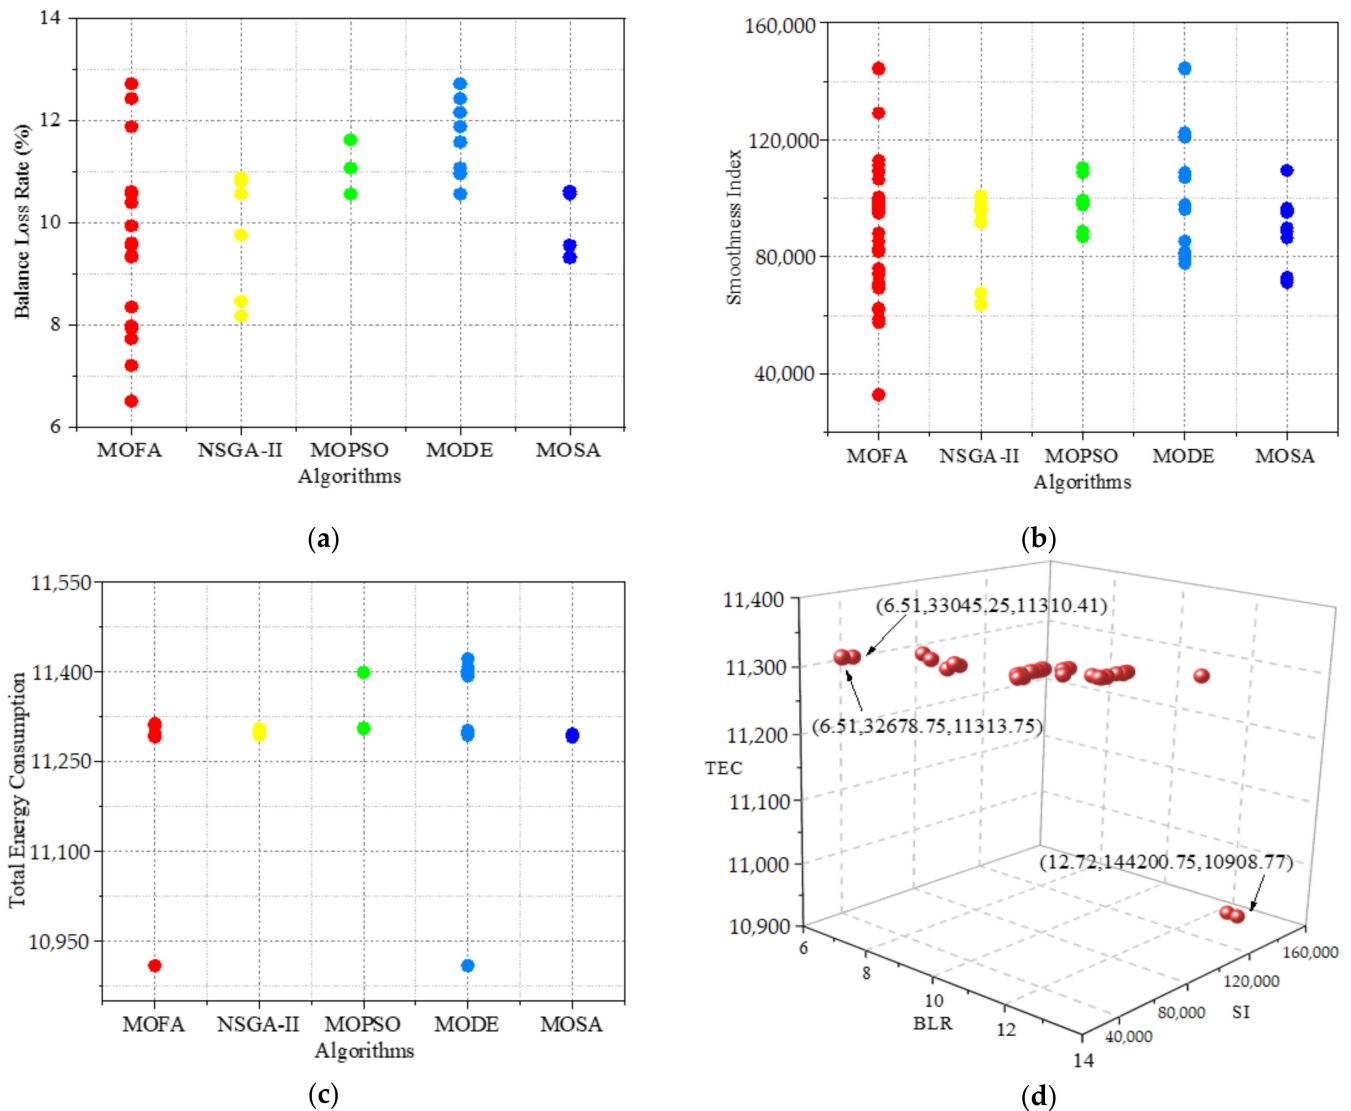 14
12
10
8
6
Balance Loss Rate (%)
MOFA NSGA-II MOPSO MODE MOSA
Algorithms
(a)
160,000
120,000
80,000
40,000
Smoothness Index
MOFA NSGA-II MOPSO MODE MOSA
Algorithms
(b)
11,550
11,400
11,250
11,100
10,950
Total Energy Consumption
MOFA NSGA-II MOPSO MODE MOSA
Algorithms
(c)
11,400
11,300
11,200
11,100
11,000
10,900
TEC
(6.51,33045.25,11310.41)
(6.51,32678.75,11313.75)
(12.72,144200.75,10908.77)
6
8
10
12
14
BLR
40,000
80,000
120,000
160,000
SI
(d)